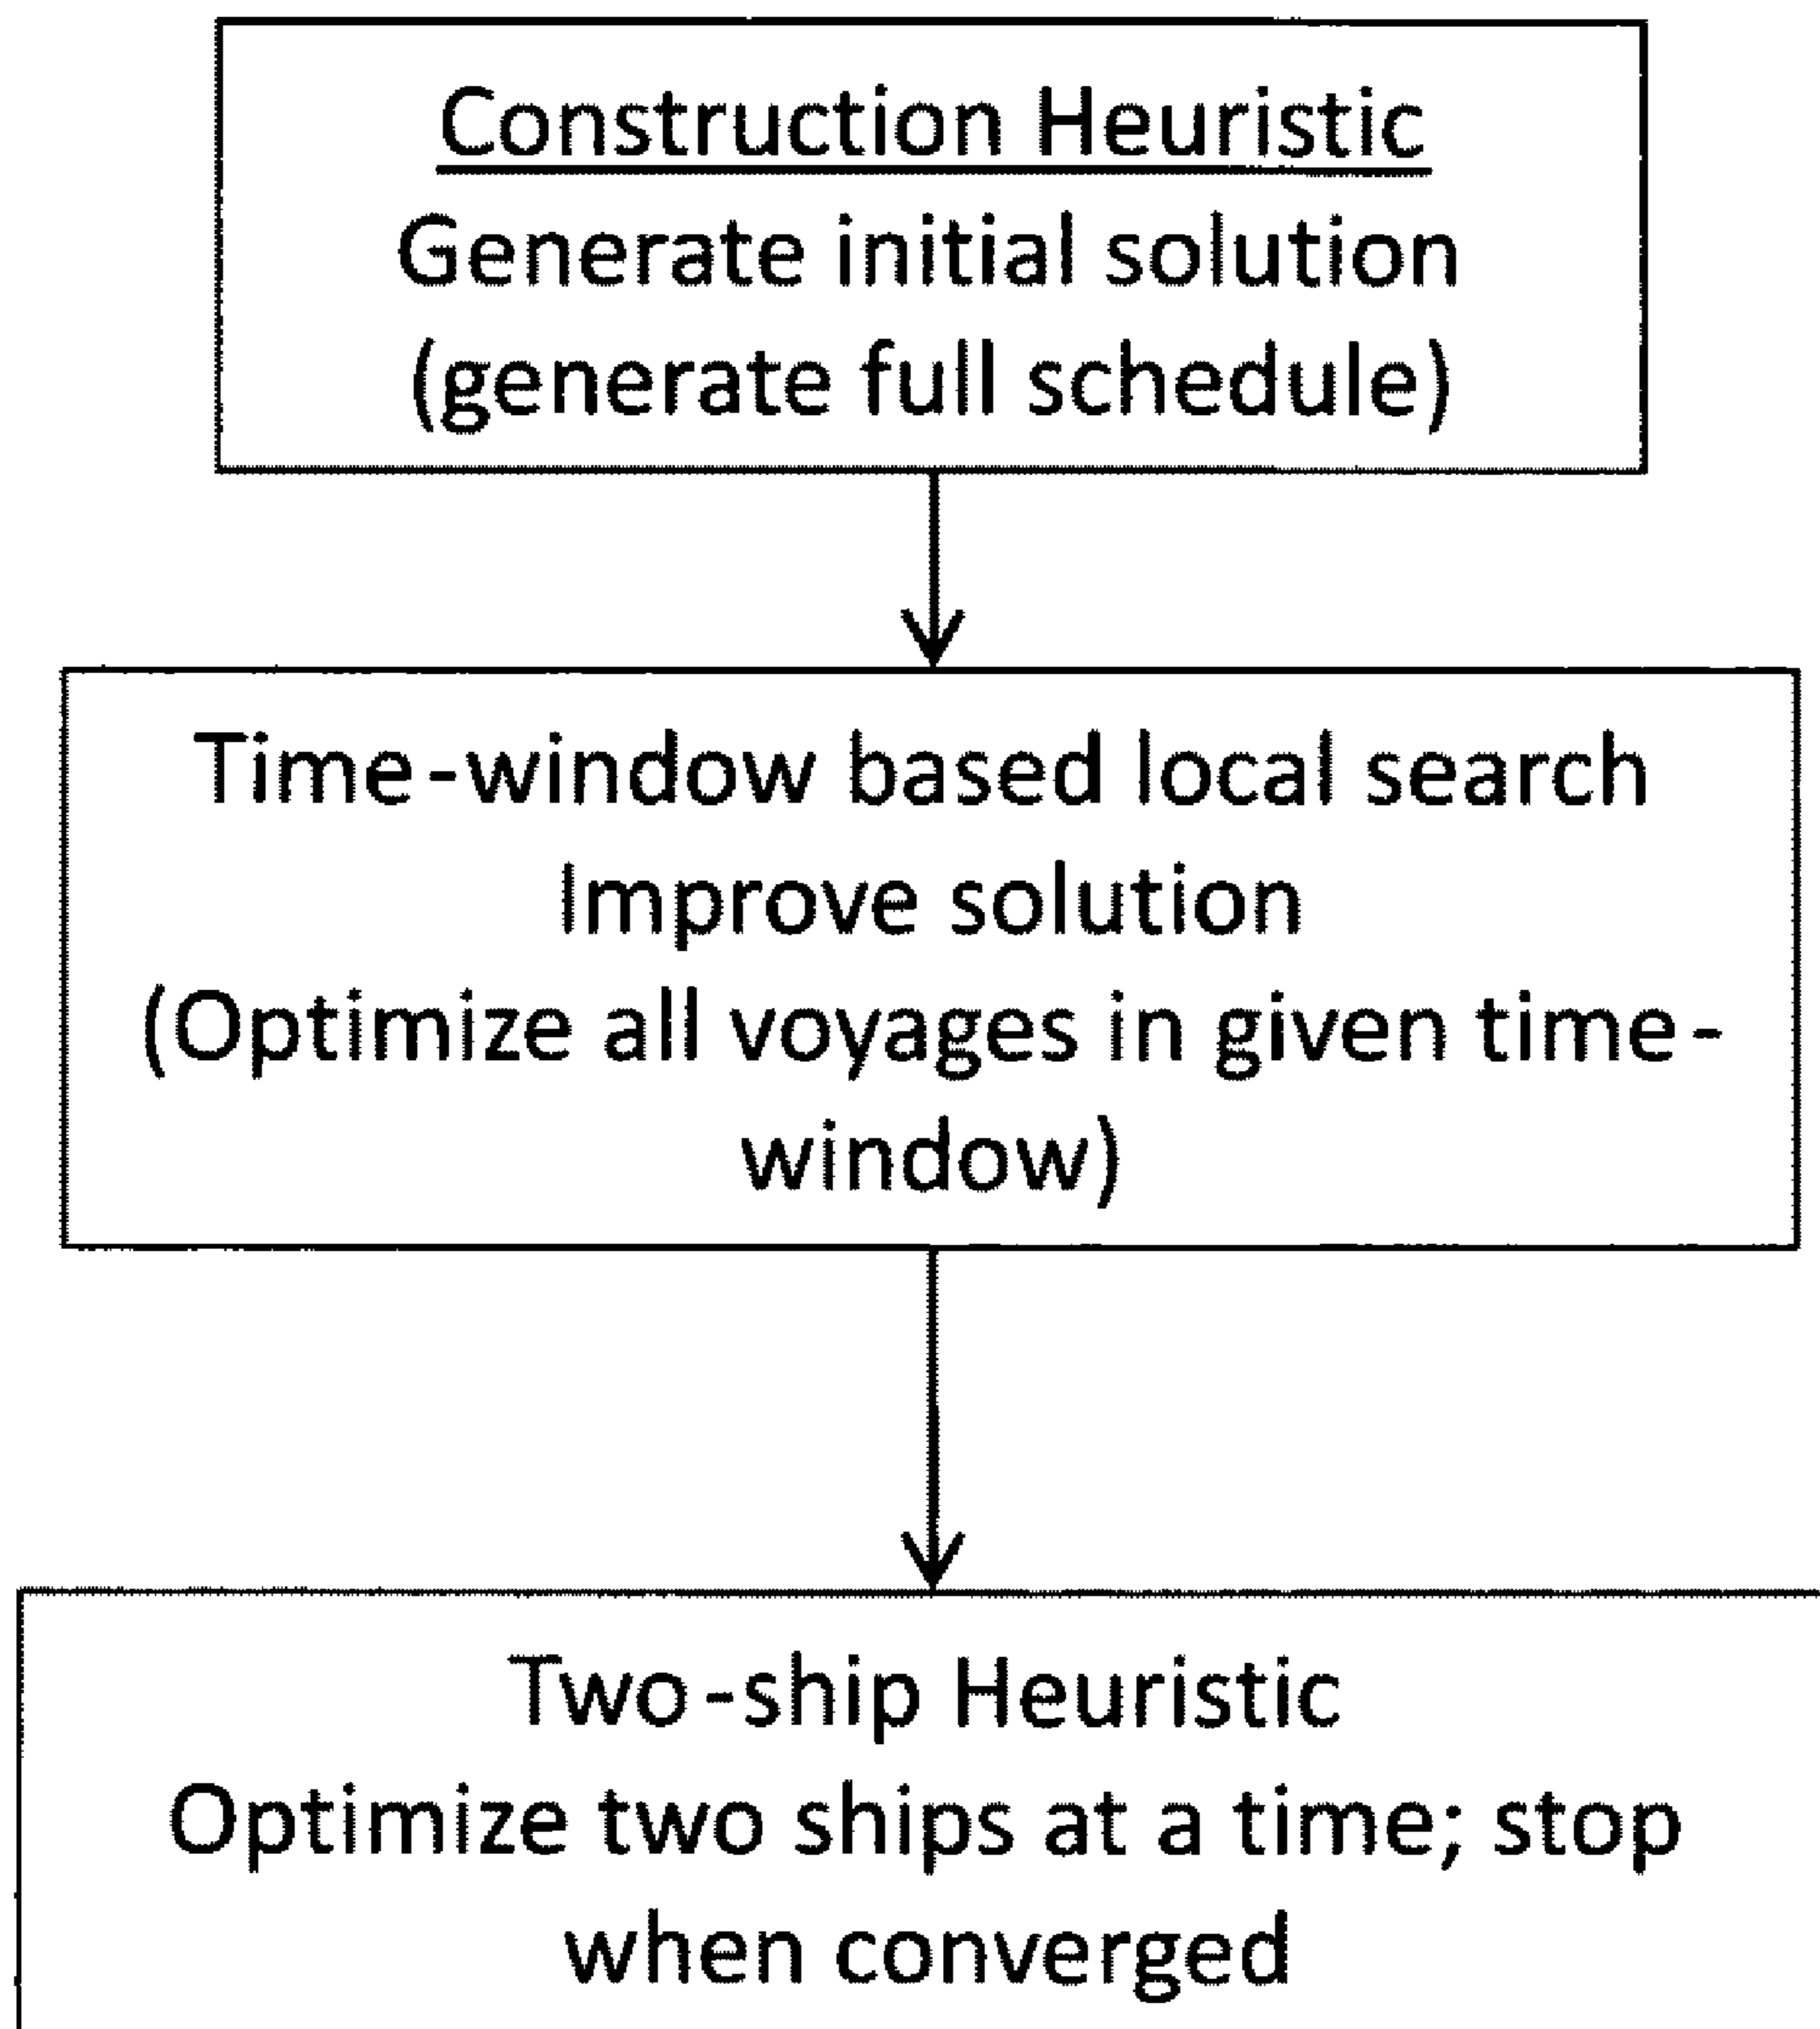 Construction Heuristic
Generate initial solution
(generate full schedule)
Time-window based local search
Improve solution
(Optimize all voyages in given time-
window)
Two-ship Heuristic
Optimize two ships at a time; stop
when converged